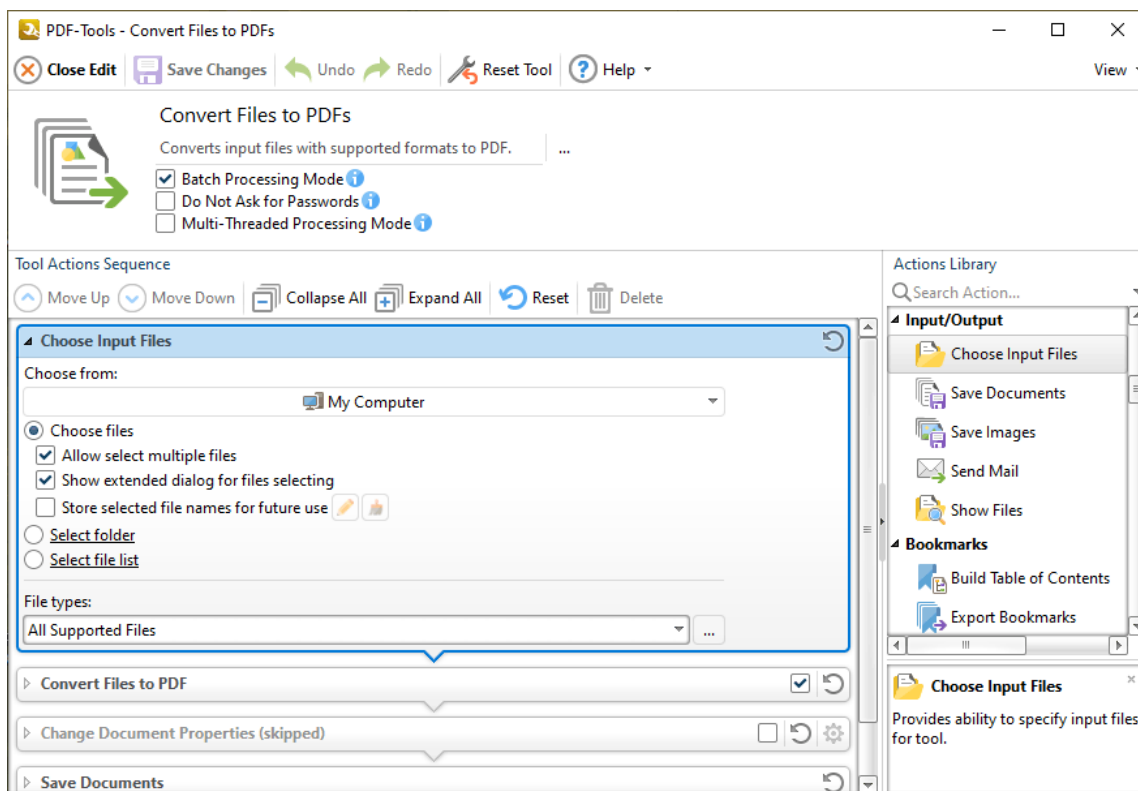 PDF-Tools - Convert Files to PDFs
Close Edit Save Changes Undo Redo Reset Tool Help View
Convert Files to PDFs
Converts input files with supported formats to PDF. ...
Batch Processing Mode
Do Not Ask for Passwords
Multi-Threaded Processing Mode
Tool Actions Sequence
Move Up Move Down Collapse All Expand All Reset Delete
Choose Input Files
Choose from:
My Computer
Choose files
Allow select multiple files
Show extended dialog for files selecting
Store selected file names for future use
Select folder
Select file list
File types:
All Supported Files ...
Convert Files to PDF
Change Document Properties (skipped)
Save Documents
Actions Library
Search Action...
Input/Output
Choose Input Files
Save Documents
Save Images
Send Mail
Show Files
Bookmarks
Build Table of Contents
Export Bookmarks
Choose Input Files
Provides ability to specify input files
for tool.